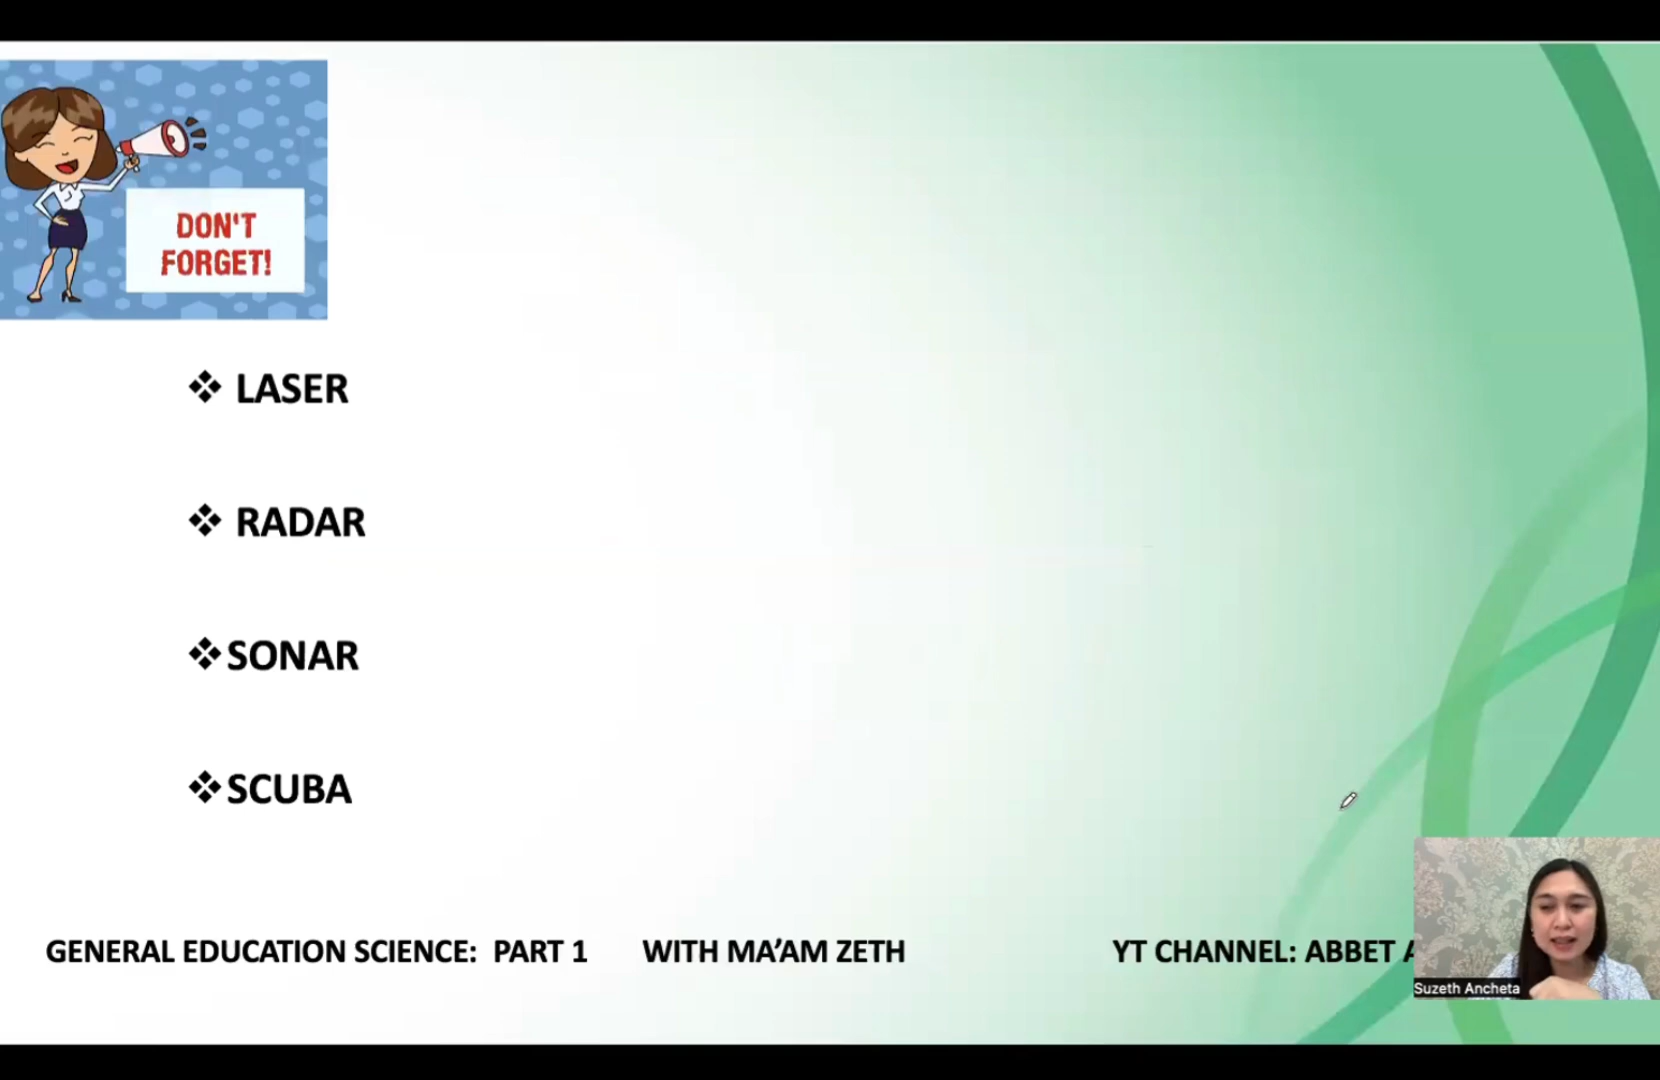 DON'T
FORGET!
❖ LASER
❖ RADAR
❖ SONAR
❖ SCUBA
GENERAL EDUCATION SCIENCE: PART 1 WITH MA’AM ZETH YT CHANNEL: ABBET
Suzeth Ancheta